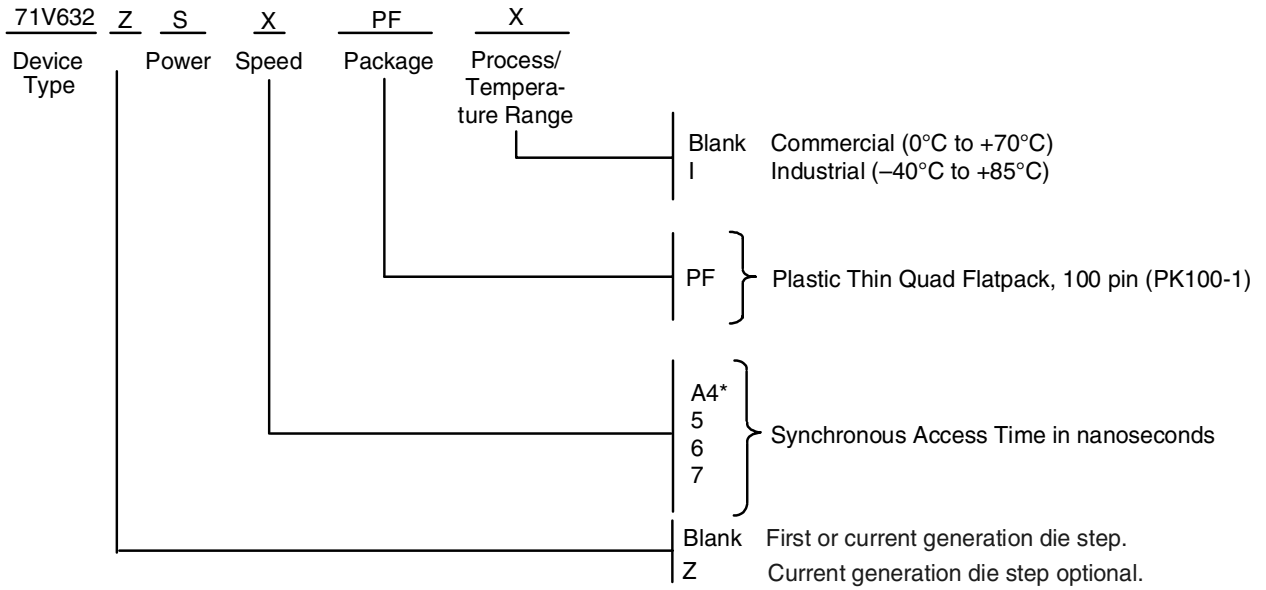 71V632 Z S X PF X
Device Type
Power
Speed
Package
Process/
Tempera-
ture Range
Blank Commercial (0°C to +70°C)
I Industrial (–40°C to +85°C)
PF Plastic Thin Quad Flatpack, 100 pin (PK100-1)
A4*
5
6
7
Synchronous Access Time in nanoseconds
Blank First or current generation die step.
Z Current generation die step optional.